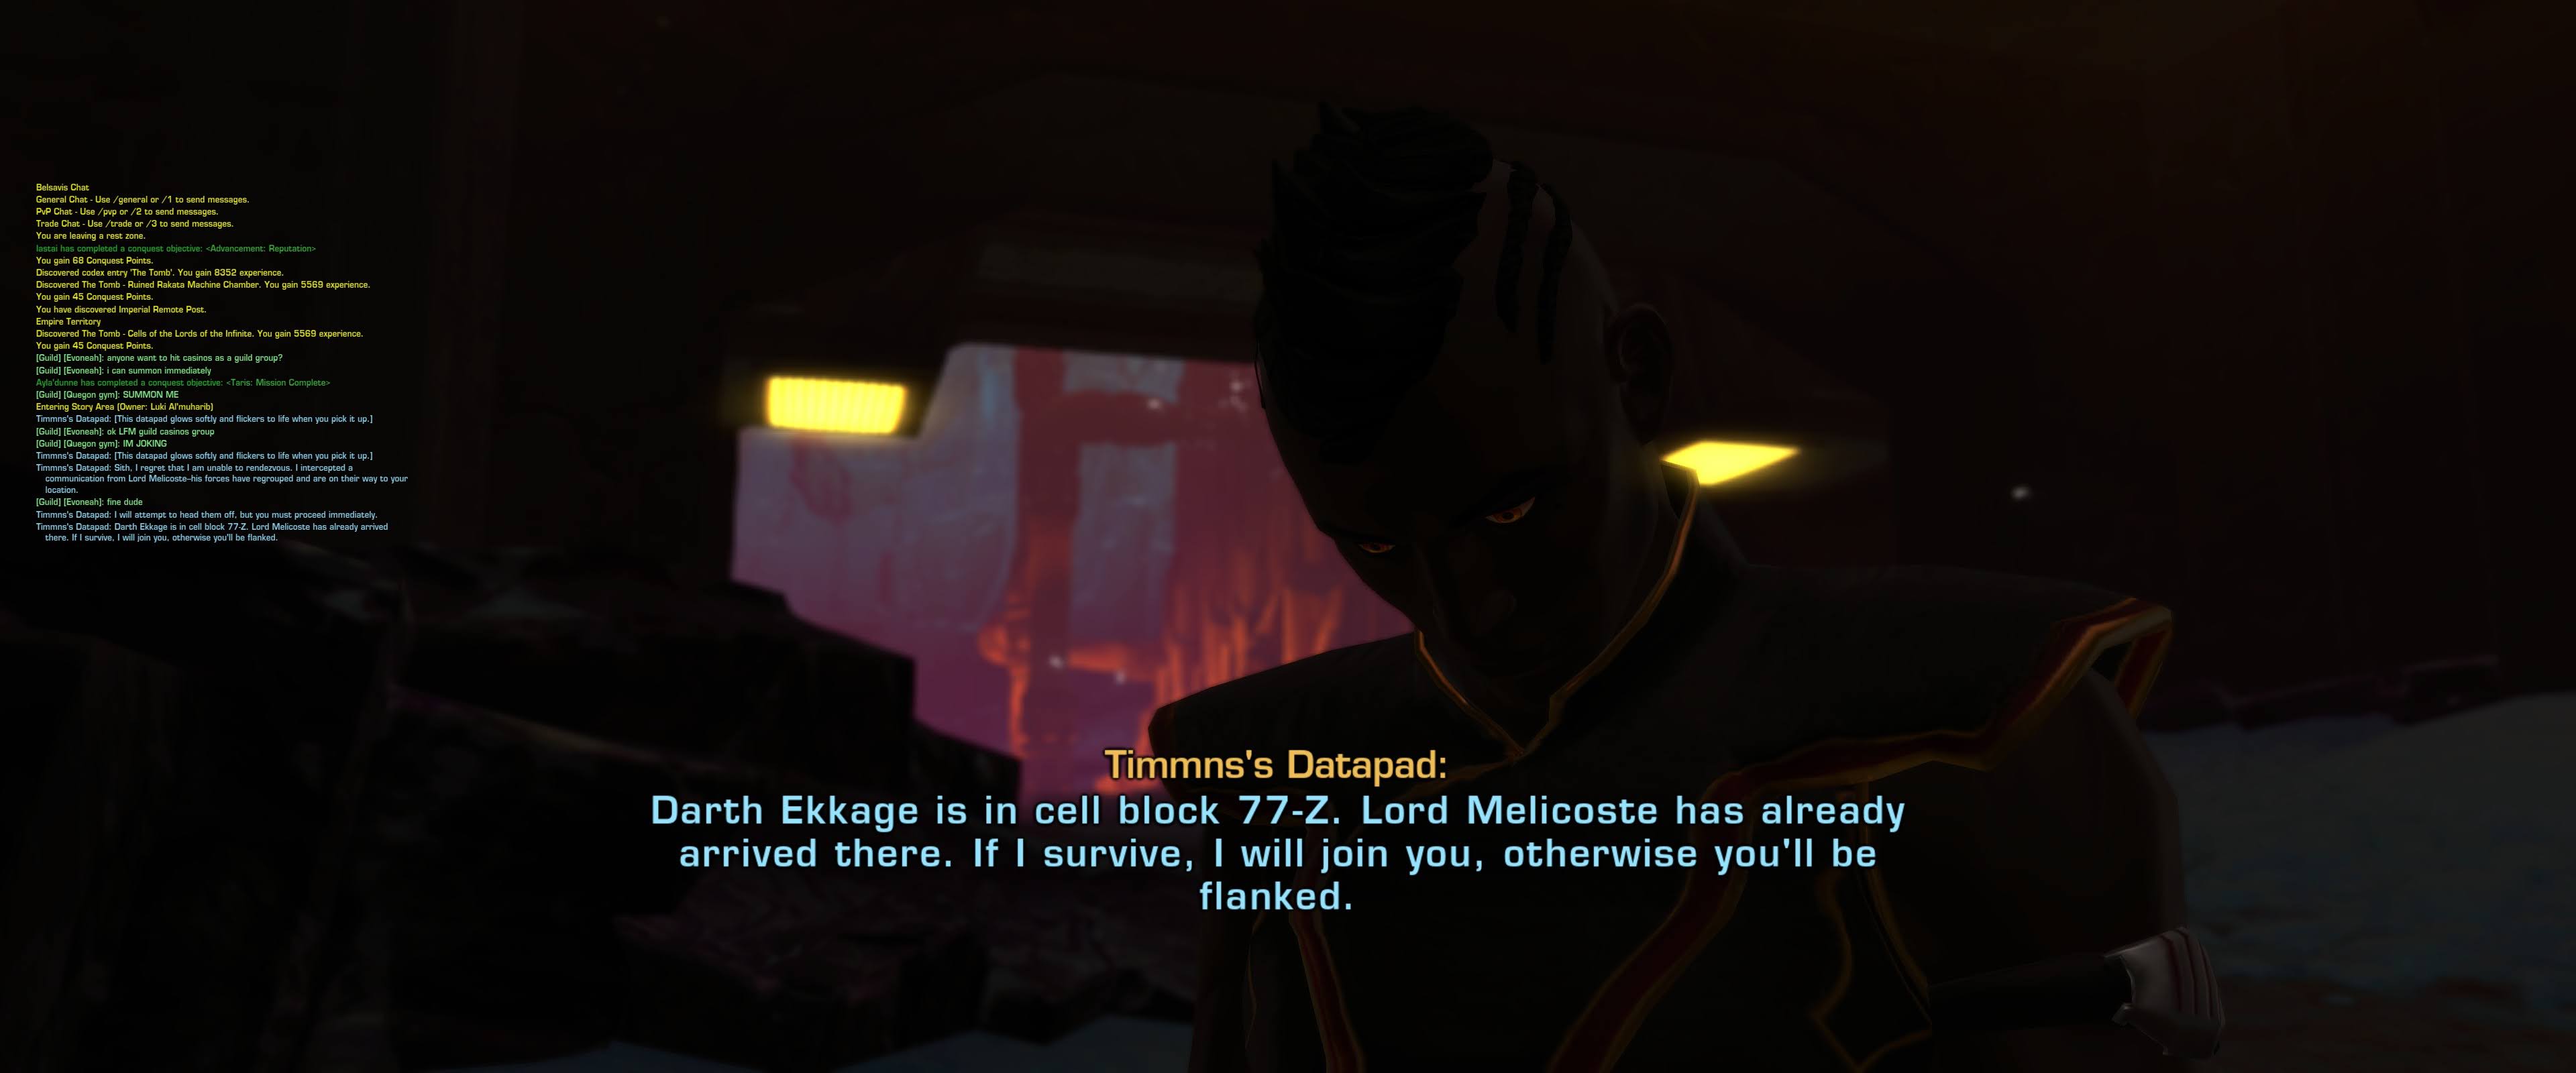 Belsavis Chat
General Chat - Use /general or /1 to send messages.
PvP Chat - Use /pvp or /2 to send messages.
Trade Chat - Use /trade or /3 to send messages.
You are leaving a rest zone.
Iastai has completed a conquest objective: <Advancement: Reputation>
You gain 68 Conquest Points.
Discovered codex entry 'The Tomb'. You gain 8352 experience.
Discovered The Tomb - Ruined Rakata Machine Chamber. You gain 5569 experience.
You gain 45 Conquest Points.
You have discovered Imperial Remote Post.
Empire Territory
Discovered The Tomb - Cells of the Lords of the Infinite. You gain 5569 experience.
You gain 45 Conquest Points.
[Guild] [Evoneah]: anyone want to hit casinos as a guild group?
[Guild] [Evoneah]: i can summon immediately
Ayla'dunne has completed a conquest objective: <Taris: Mission Complete>
[Guild] [Quegon gym]: SUMMON ME
Entering Story Area (Owner: Luki Al'muharib)
Timmns's Datapad: [This datapad glows softly and flickers to life when you pick it up.]
[Guild] [Evoneah]: ok LFM guild casinos group
[Guild] [Quegon gym]: IM JOKING
Timmns's Datapad: [This datapad glows softly and flickers to life when you pick it up.]
Timmns's Datapad: Sith, I regret that I am unable to rendezvous. I intercepted a
communication from Lord Melicoste–his forces have regrouped and are on their way to your
location.
[Guild] [Evoneah]: fine dude
Timmns's Datapad: I will attempt to head them off, but you must proceed immediately.
Timmns's Datapad: Darth Ekkage is in cell block 77-Z. Lord Melicoste has already arrived
there. If I survive, I will join you, otherwise you'll be flanked.
Timmns's Datapad:
Darth Ekkage is in cell block 77-Z. Lord Melicoste has already
arrived there. If I survive, I will join you, otherwise you'll be
flanked.